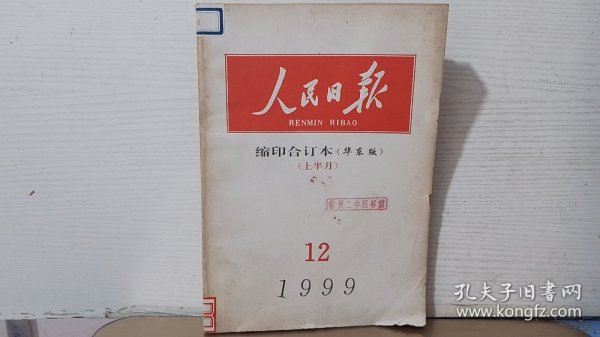 人民日报
RENMIN RIBAO
缩印合订本（华东版）
（上半月）
12
1999
孔夫子旧书网
www.kongfz.com